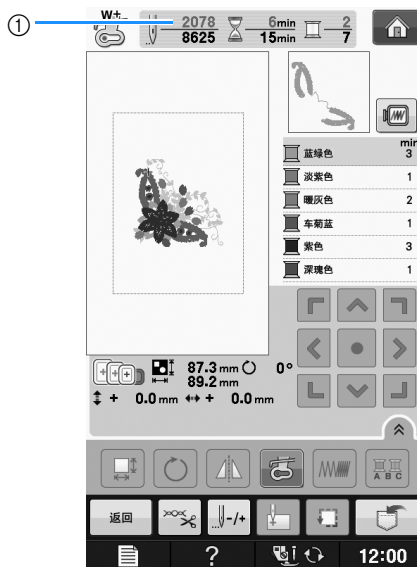 ①
W+
2078 6min 2
8625 15min 7
min
蓝绿色 3
淡紫色 1
暖灰色 2
车菊蓝 1
紫色 3
深瑰色 1
87.3 mm 0°
89.2 mm
+ 0.0 mm + 0.0 mm
A B C
返回 -/+
? 12:00